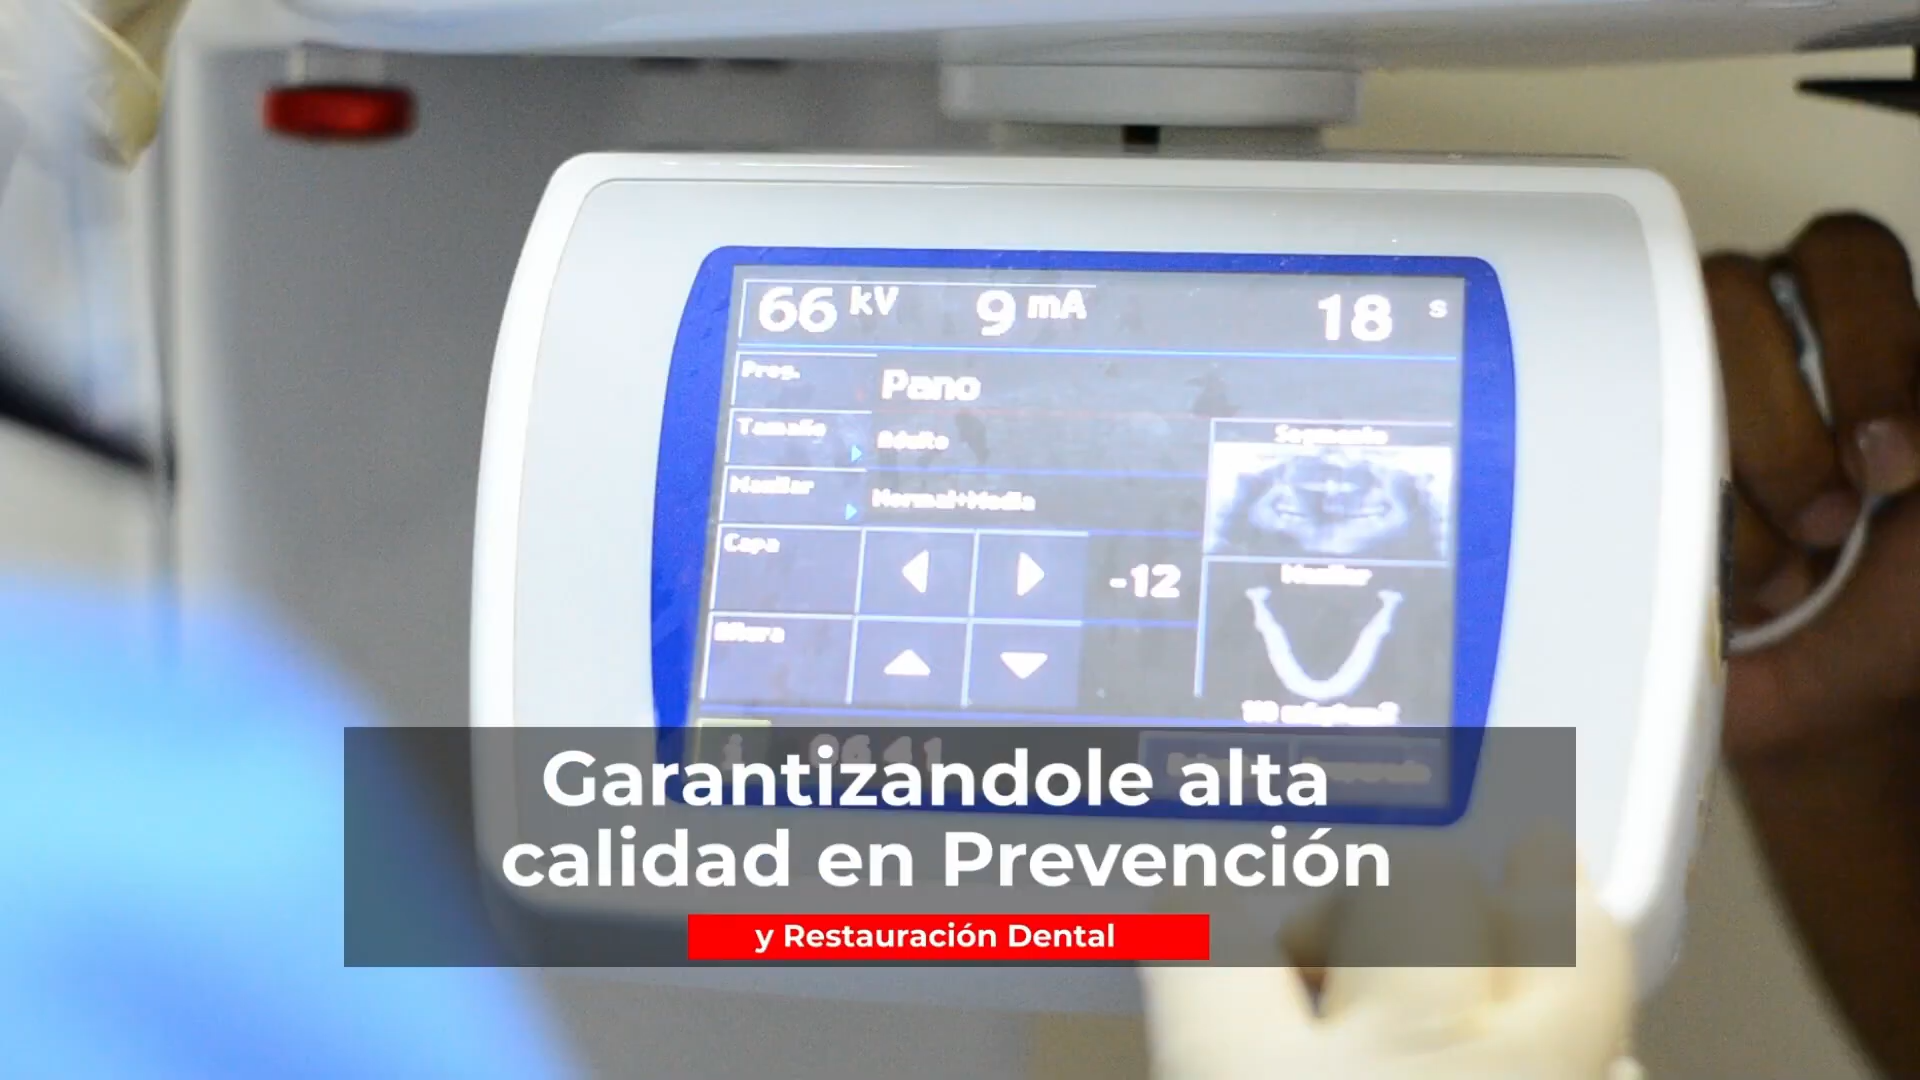 66 kV 9 mA 18 s
Prog. Pano
Tamaño Adulto
Segmento
Maxilar Normal+Media
Capa -12
Maxilar
Altura
Garantizandole alta
calidad en Prevención
y Restauración Dental